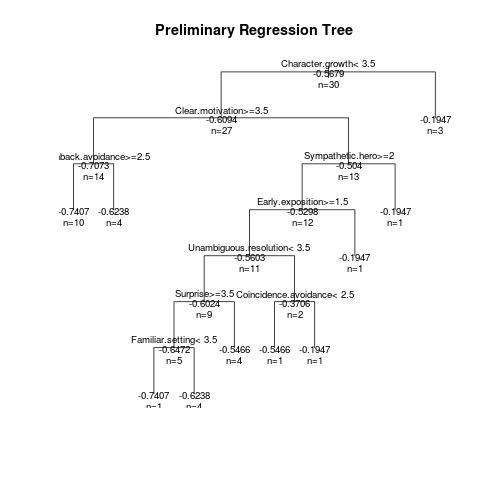 Preliminary Regression Tree
Character.growth< 3.5
-0.5679
n=30
Clear.motivation>=3.5
-0.6094
n=27
-0.1947
n=3
back.avoidance>=2.5
-0.7073
n=14
Sympathetic.hero>=2
-0.504
n=13
-0.7407
n=10
-0.6238
n=4
Early.exposition>=1.5
-0.5298
n=12
-0.1947
n=1
Unambiguous.resolution< 3.5
-0.5603
n=11
-0.1947
n=1
Surprise>=3.5
-0.6024
n=9
Coincidence.avoidance< 2.5
-0.3706
n=2
Familiar.setting< 3.5
-0.6472
n=5
-0.5466
n=4
-0.5466
n=1
-0.1947
n=1
-0.7407
n=1
-0.6238
n=4